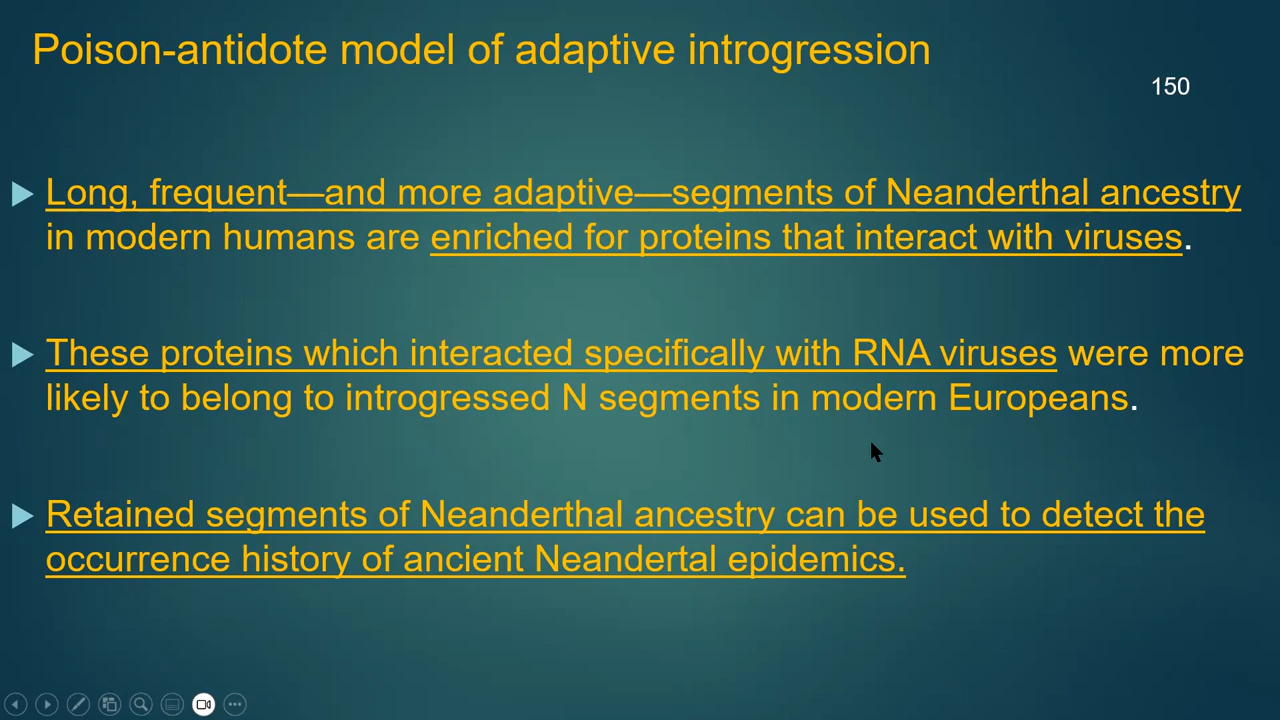 Poison-antidote model of adaptive introgression
150
Long, frequent—and more adaptive—segments of Neanderthal ancestry
in modern humans are enriched for proteins that interact with viruses.
These proteins which interacted specifically with RNA viruses were more
likely to belong to introgressed N segments in modern Europeans.
Retained segments of Neanderthal ancestry can be used to detect the
occurrence history of ancient Neandertal epidemics.